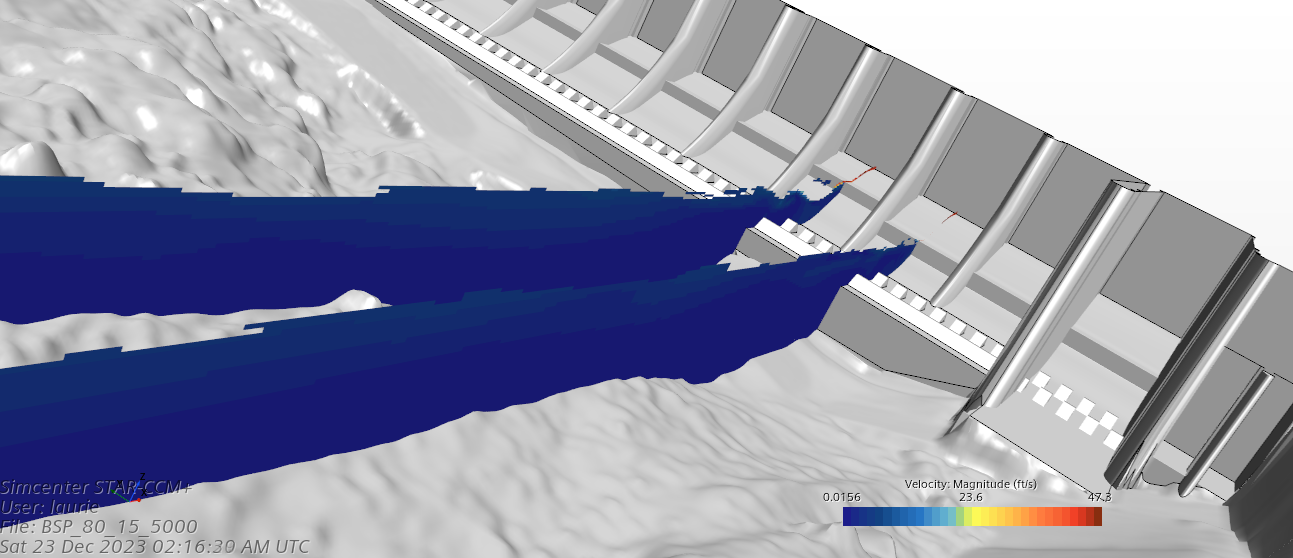 Velocity: Magnitude (ft/s)
0.0156 23.6 47.3
Simcenter STAR-CCM+
User: laurie
File: BSP_80_15_5000
Sat 23 Dec 2023 02:16:30 AM UTC
Z